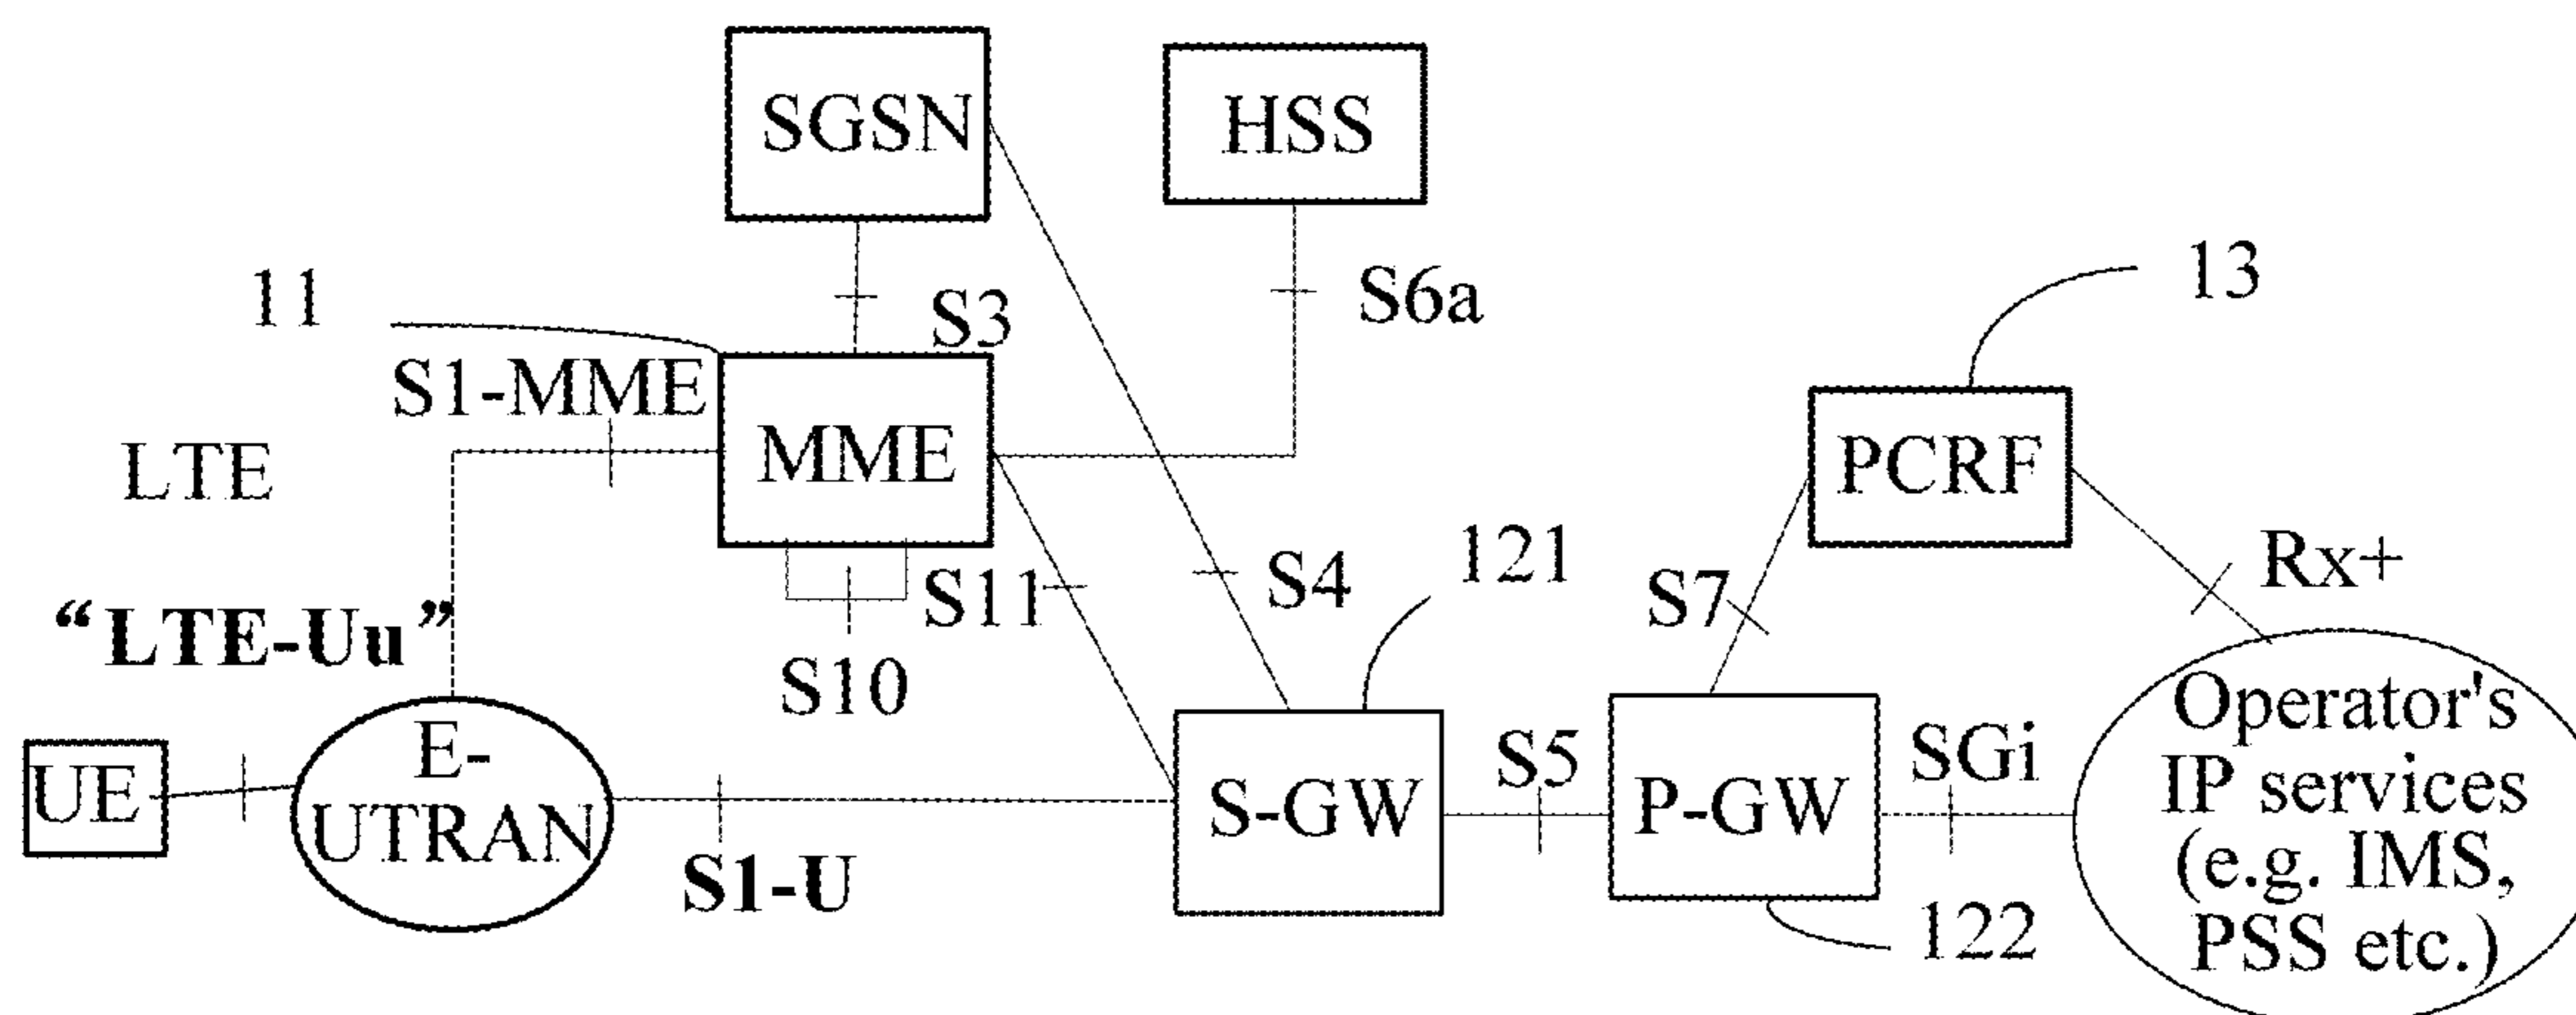 SGSN
HSS
11
S3
S6a
13
S1-MME
MME
LTE
PCRF
“LTE-Uu”
S10
S11
S4
121
S7
Rx+
UE
E-
UTRAN
S1-U
S-GW
S5
P-GW
SGi
122
Operator's
IP services
(e.g. IMS,
PSS etc.)